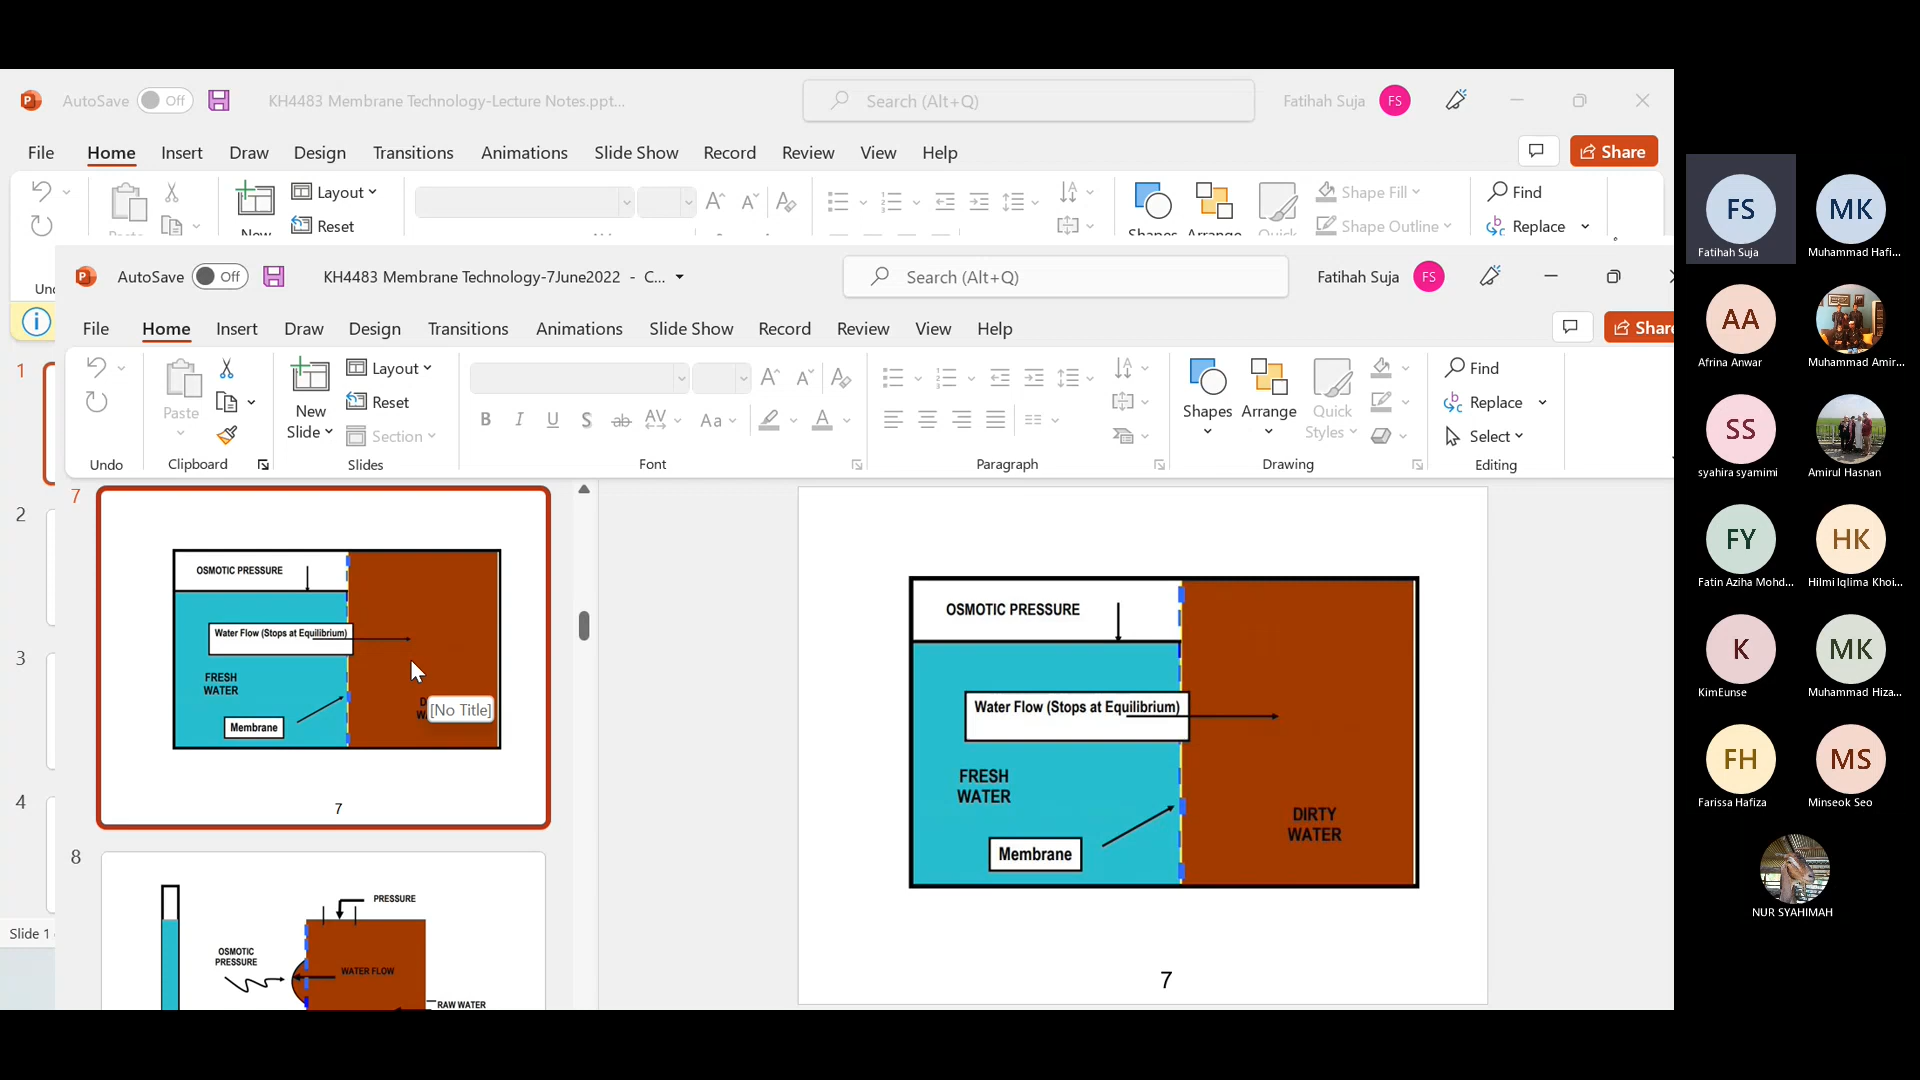 AutoSave Off KH4483 Membrane Technology-Lecture Notes.ppt... Search (Alt+Q) Fatihah Suja FS
File Home Insert Draw Design Transitions Animations Slide Show Record Review View Help Share
Layout Shape Fill Find
Reset Shape Outline Replace
AutoSave Off KH4483 Membrane Technology-7June2022 - C... Search (Alt+Q) Fatihah Suja FS
File Home Insert Draw Design Transitions Animations Slide Show Record Review View Help
Paste New Slide Layout Reset Section
B I U S ab AV Aa A
Shapes Arrange Quick Styles
Find
Replace
Select
Undo Clipboard Slides Font Paragraph Drawing Editing
1
2
3
4
Slide 1
7
OSMOTIC PRESSURE
Water Flow (Stops at Equilibrium)
FRESH
WATER
Membrane
[No Title]
7
8
PRESSURE
OSMOTIC
PRESSURE
WATER FLOW
RAW WATER
OSMOTIC PRESSURE
Water Flow (Stops at Equilibrium)
FRESH
WATER
DIRTY
WATER
Membrane
7
FS MK
Fatihah Suja Muhammad Hafi...
AA
Afrina Anwar Muhammad Amir...
SS
syahira syamimi Amirul Hasnan
FY HK
Fatin Aziha Mohd... Hilmi Iqlima Khoi...
K MK
KimEunse Muhammad Hiza...
FH MS
Farissa Hafiza Minseok Seo
NUR SYAHIMAH